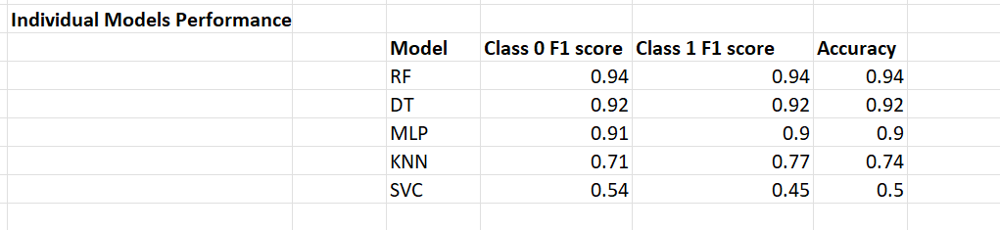 Individual Models Performance
Model Class 0 F1 score Class 1 F1 score Accuracy
RF 0.94 0.94 0.94
DT 0.92 0.92 0.92
MLP 0.91 0.9 0.9
KNN 0.71 0.77 0.74
SVC 0.54 0.45 0.5